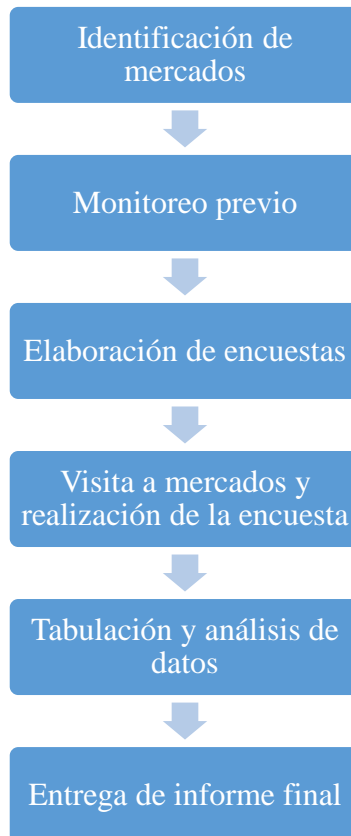 Identificación de
mercados
Monitoreo previo
Elaboración de encuestas
Visita a mercados y
realización de la encuesta
Tabulación y análisis de
datos
Entrega de informe final